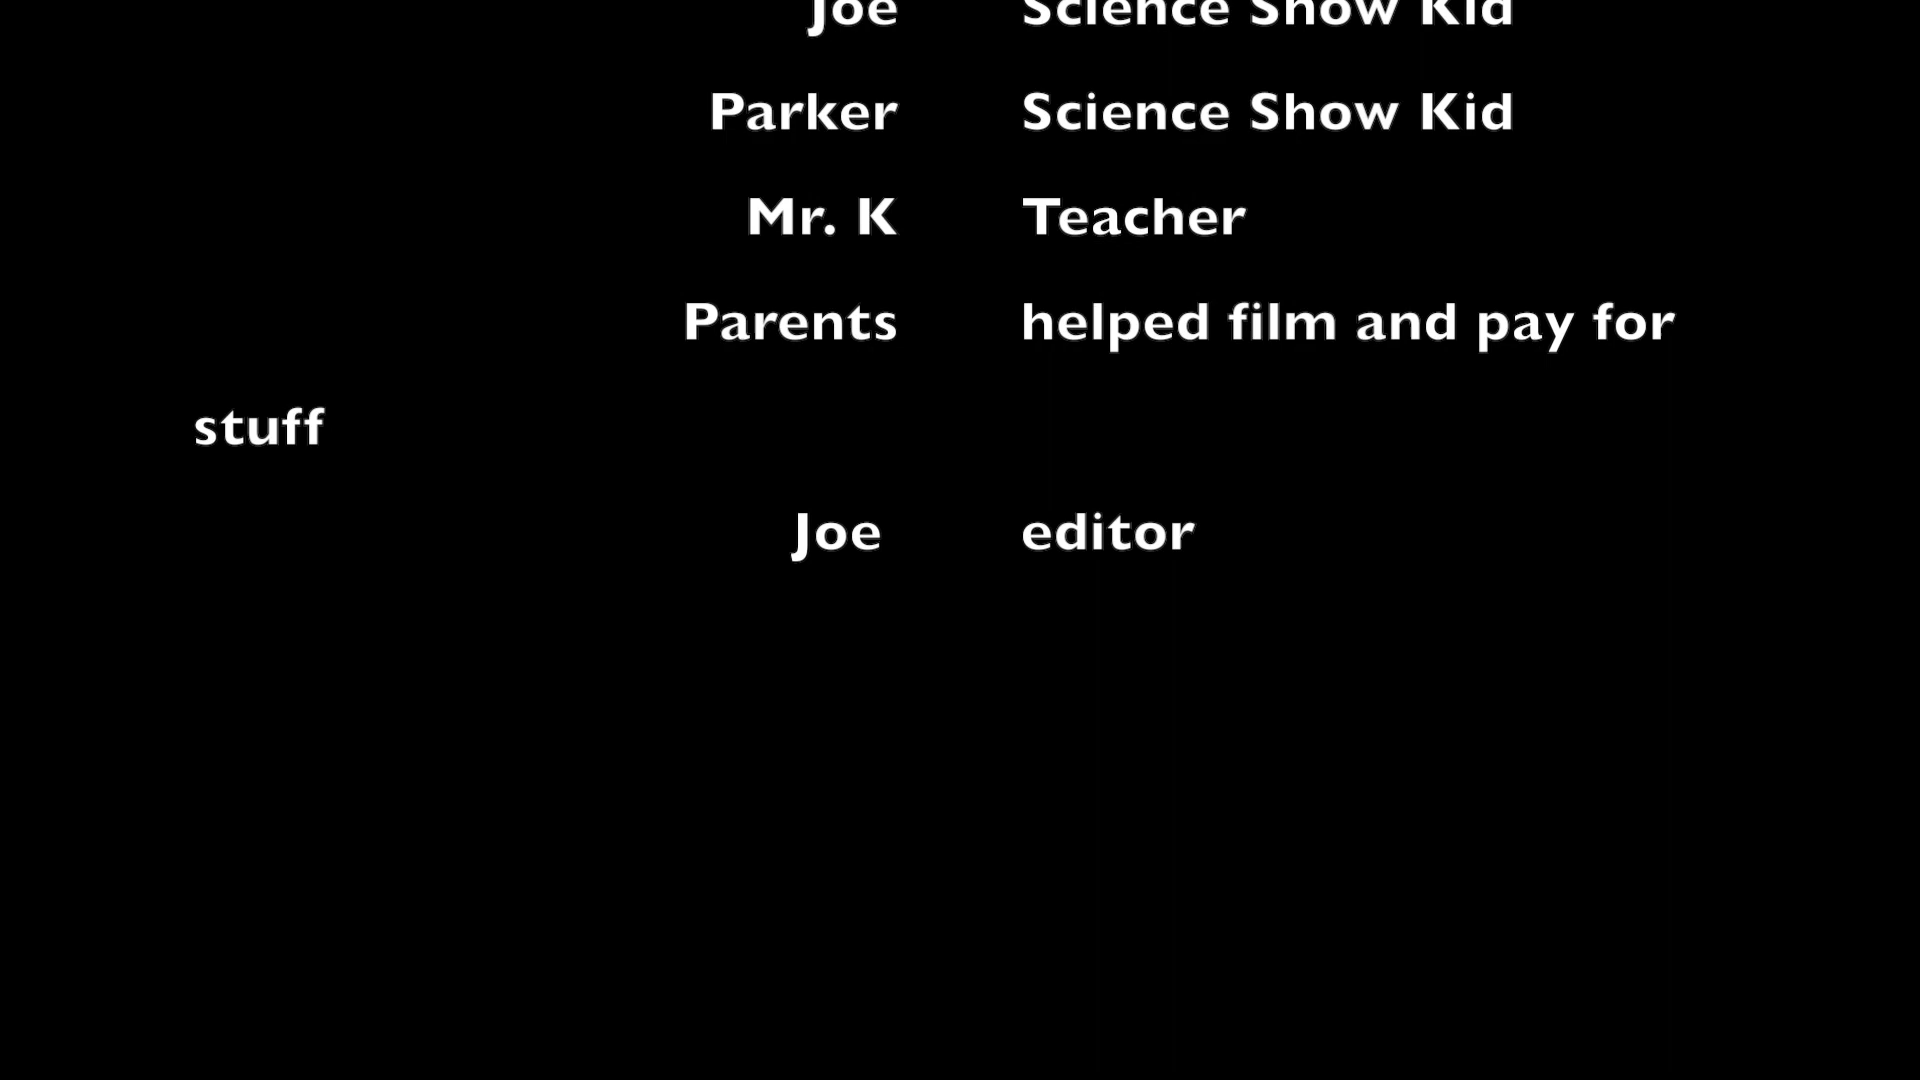 Joe Science Show Kid
Parker Science Show Kid
Mr. K Teacher
Parents helped film and pay for
stuff
Joe editor